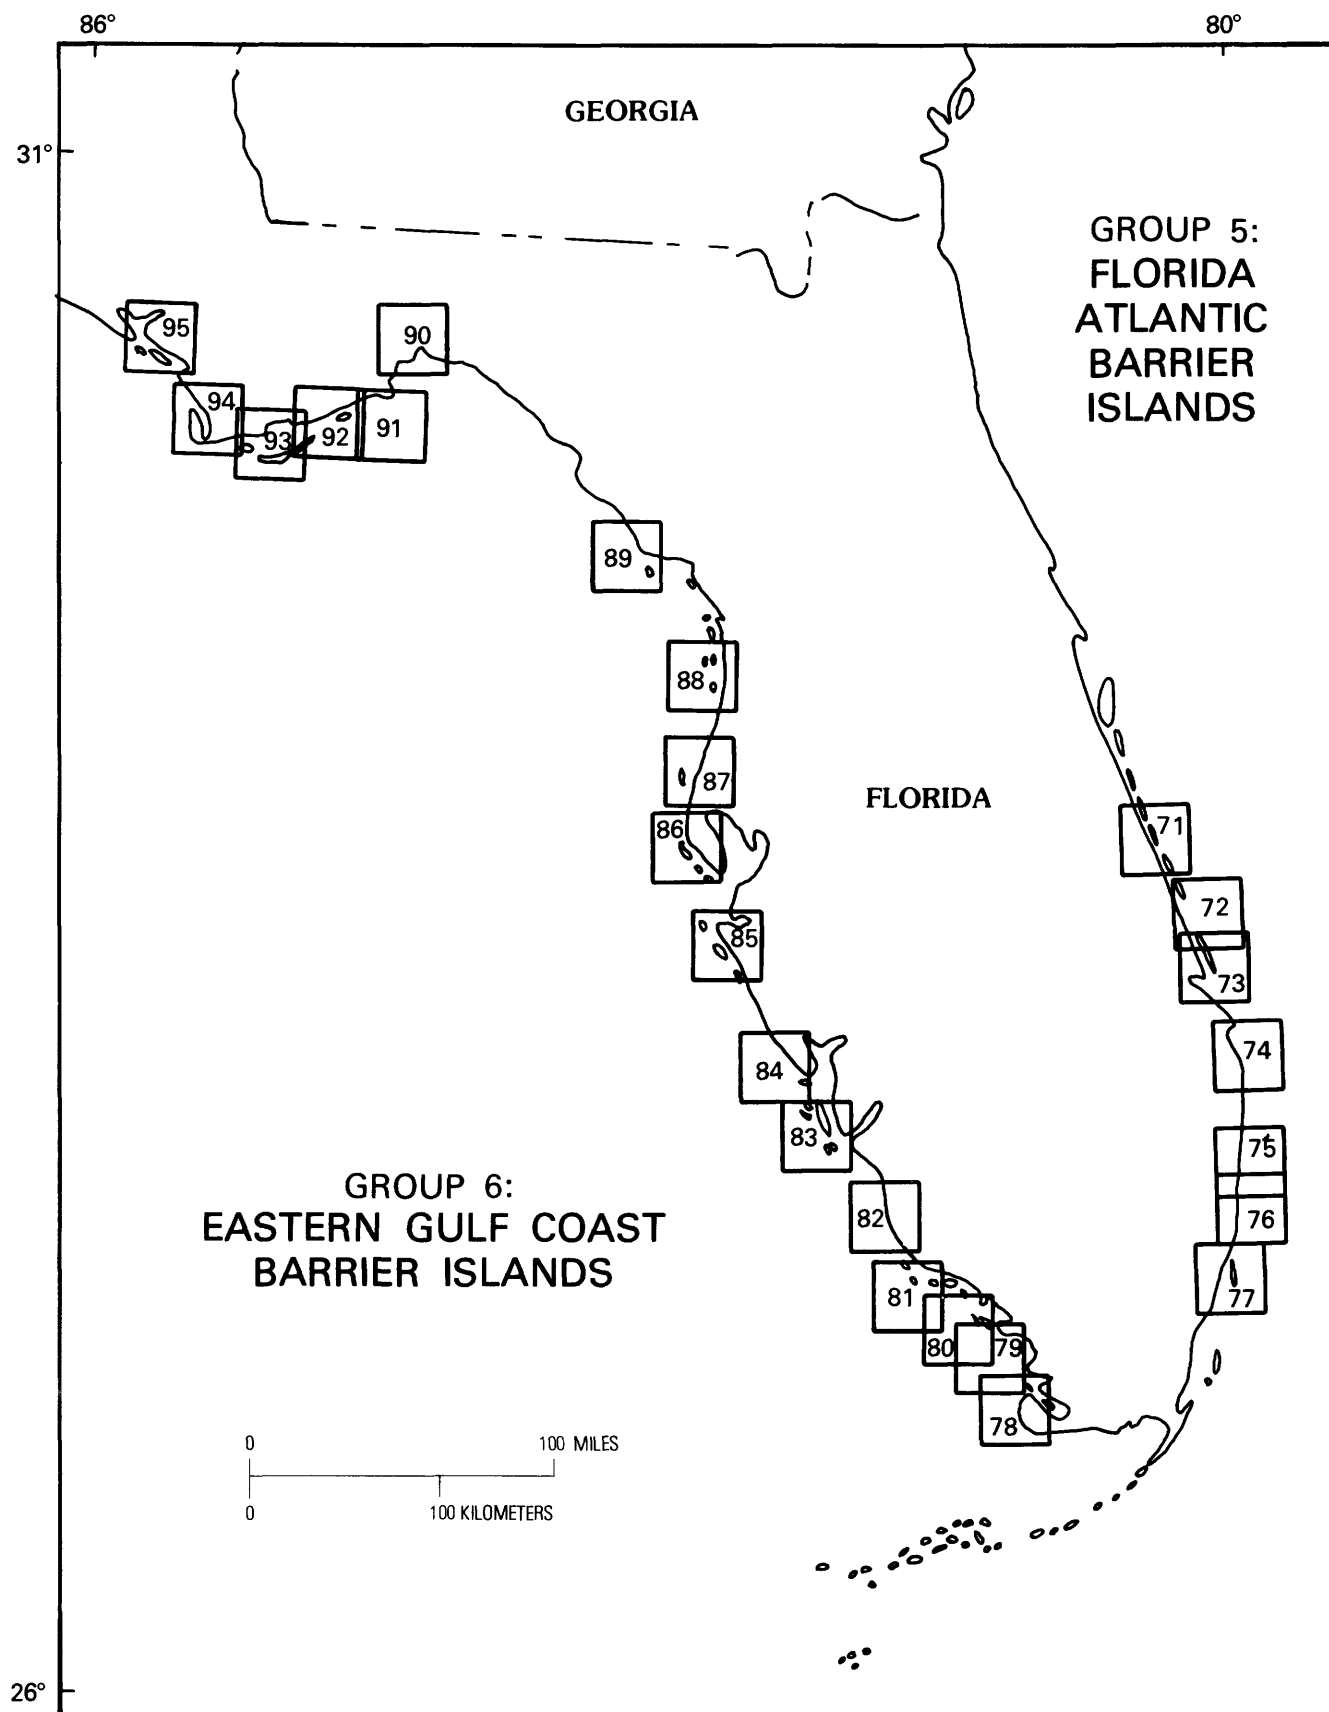 86°
80°
GEORGIA
31°
GROUP 5:
FLORIDA
ATLANTIC
BARRIER
ISLANDS
95
90
94
93
92
91
89
88
87
FLORIDA
86
71
72
85
73
74
84
83
75
GROUP 6:
EASTERN GULF COAST
BARRIER ISLANDS
82
76
81
77
80
79
78
0
100 MILES
0
100 KILOMETERS
26°